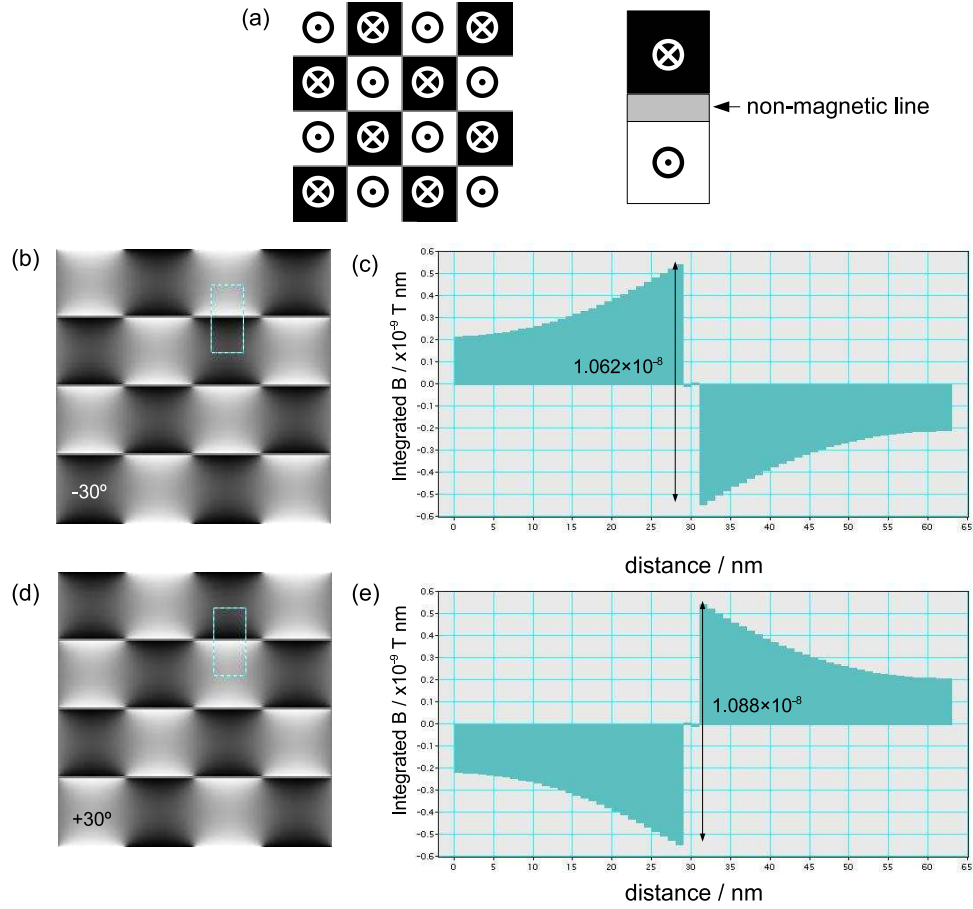 (a)
non-magnetic line
(b)
-30º
(c)
Integrated B / x10⁻⁹ T nm
0.6
0.5
0.4
0.3
0.2
0.1
0.0
-0.1
-0.2
-0.3
-0.4
-0.5
-0.6
1.062×10⁻⁸
0 5 10 15 20 25 30 35 40 45 50 55 60 65
distance / nm
(d)
+30º
(e)
Integrated B / x10⁻⁹ T nm
0.6
0.5
0.4
0.3
0.2
0.1
0.0
-0.1
-0.2
-0.3
-0.4
-0.5
-0.6
1.088×10⁻⁸
0 5 10 15 20 25 30 35 40 45 50 55 60 65
distance / nm